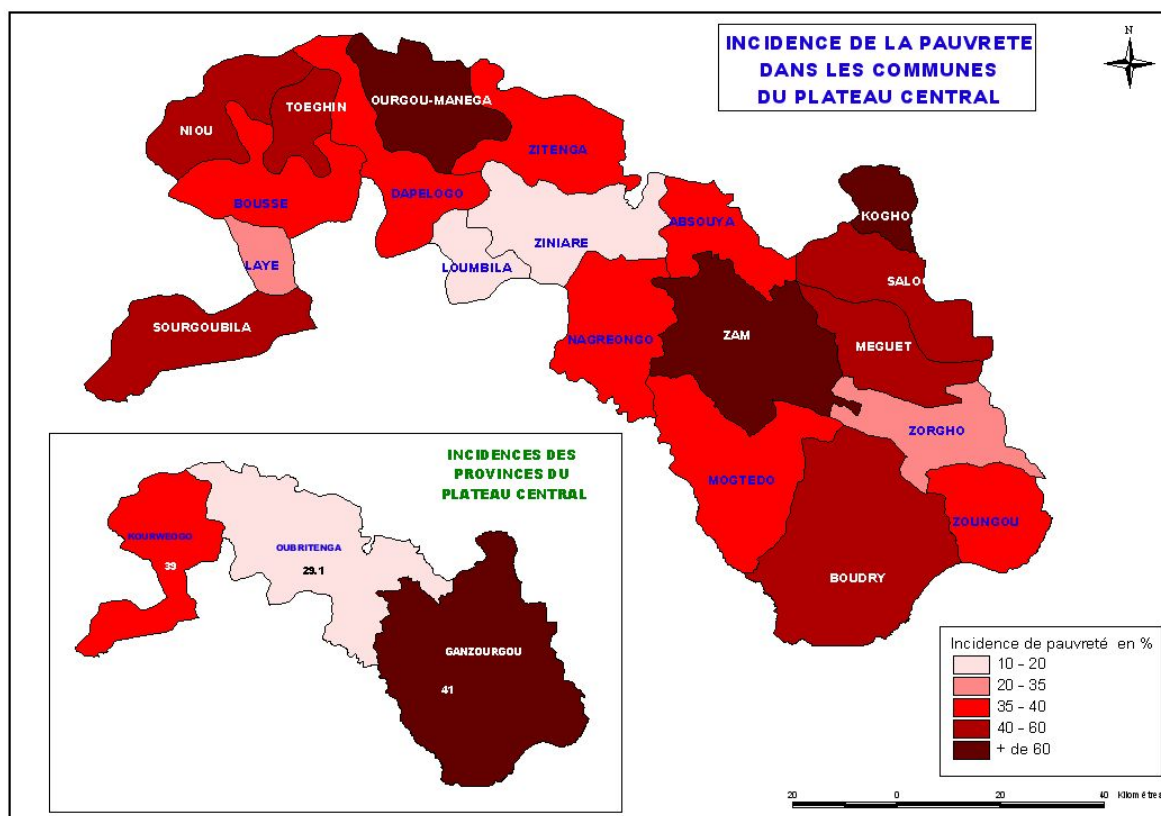 INCIDENCE DE LA PAUVRETE
DANS LES COMMUNES
DU PLATEAU CENTRAL
N
OURGOU-MANEGA
TOEGHIN
NIOU
ZITENGA
DAPELOGO
BOUSSE
KOGHO
ABSOUYA
ZINIARE
LAYE
LOUMBILA
SALO
SOURGOUBILA
NAGREONGO
ZAM
MEGUET
ZORGHO
MOGTEDO
ZOUNGOU
BOUDRY
INCIDENCES DES
PROVINCES DU
PLATEAU CENTRAL
KOURWEOGO
39
OUBRITENGA
29.1
GANZOURGOU
41
Incidence de pauvreté en %
10 - 20
20 - 35
35 - 40
40 - 60
+ de 60
20 0 20 40 Kilomètres